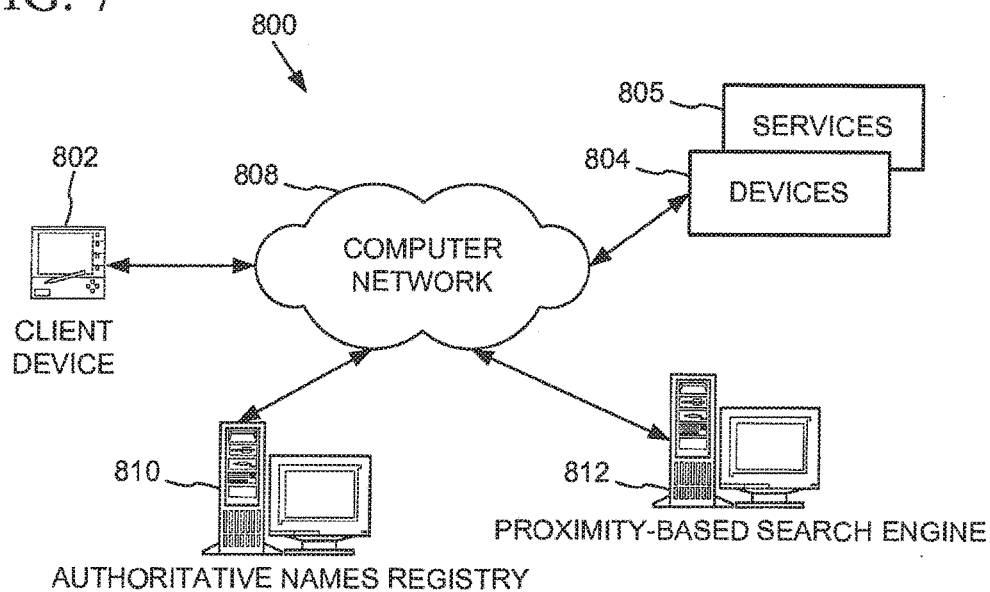 800
805
SERVICES
804
DEVICES
802
808
COMPUTER
NETWORK
CLIENT
DEVICE
810
812
PROXIMITY-BASED SEARCH ENGINE
AUTHORITATIVE NAMES REGISTRY